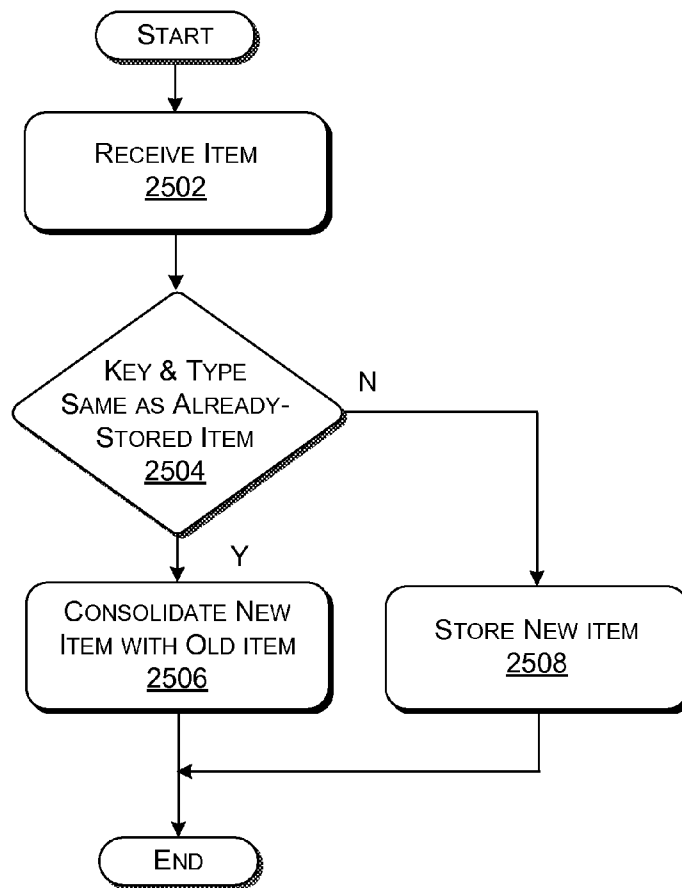 START
RECEIVE ITEM
2502
KEY & TYPE
SAME AS ALREADY-
STORED ITEM
2504
N
Y
CONSOLIDATE NEW
ITEM WITH OLD ITEM
2506
STORE NEW ITEM
2508
END